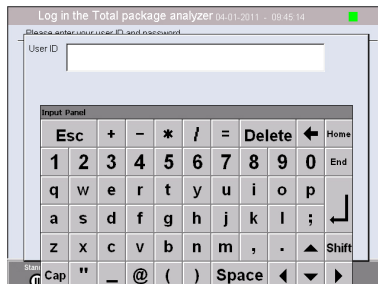 Log in the Total package analyzer 04-01-2011 - 09:45:14
Please enter your user ID and password
User ID
Input Panel
Esc + - * / = Delete 🡰 Home
1 2 3 4 5 6 7 8 9 0 End
q w e r t y u i o p
a s d f g h j k l ;
z x c v b n m , . ▲ Shift
Cap " _ @ ( ) Space ◀ ▼ ▶